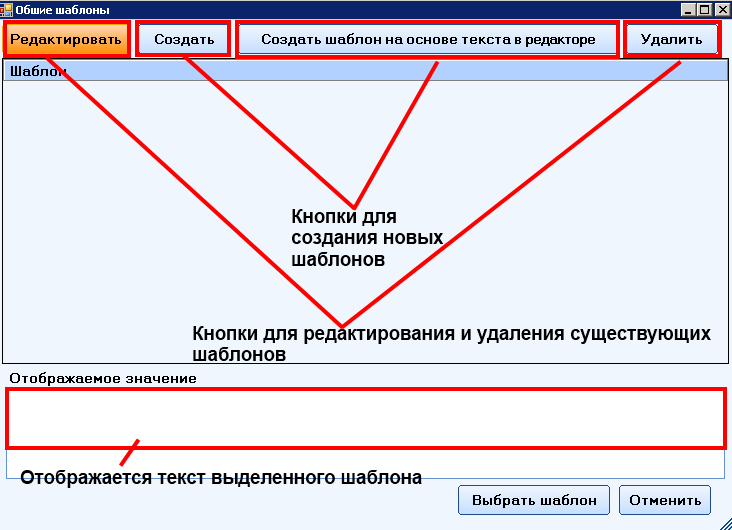 Обшие шаблоны
Редактировать Создать Создать шаблон на основе текста в редакторе Удалить
Шаблон
Кнопки для
создания новых
шаблонов
Кнопки для редактирования и удаления существующих
шаблонов
Отображаемое значение
Отображается текст выделенного шаблона
Выбрать шаблон Отменить